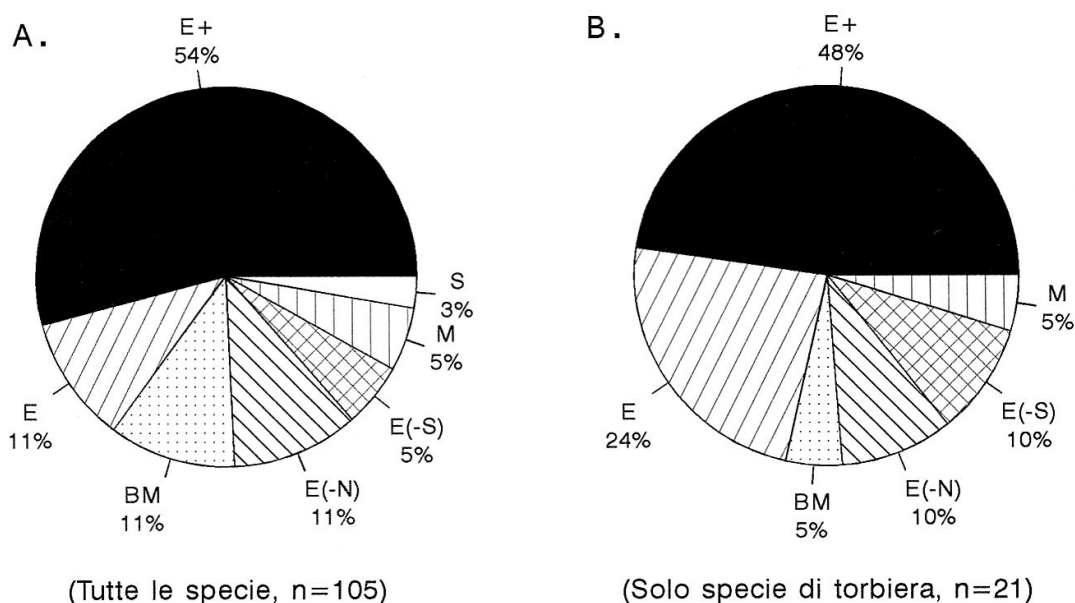 A.
E+
54%
S
3%
M
5%
E(-S)
5%
E(-N)
11%
BM
11%
E
11%
(Tutte le specie, n=105)
B.
E+
48%
M
5%
E(-S)
10%
E(-N)
10%
BM
5%
E
24%
(Solo specie di torbiera, n=21)